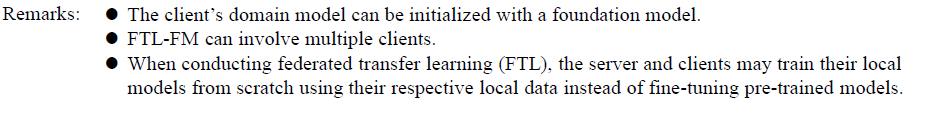 Remarks: ● The client's domain model can be initialized with a foundation model.
● FTL-FM can involve multiple clients.
● When conducting federated transfer learning (FTL), the server and clients may train their local
models from scratch using their respective local data instead of fine-tuning pre-trained models.